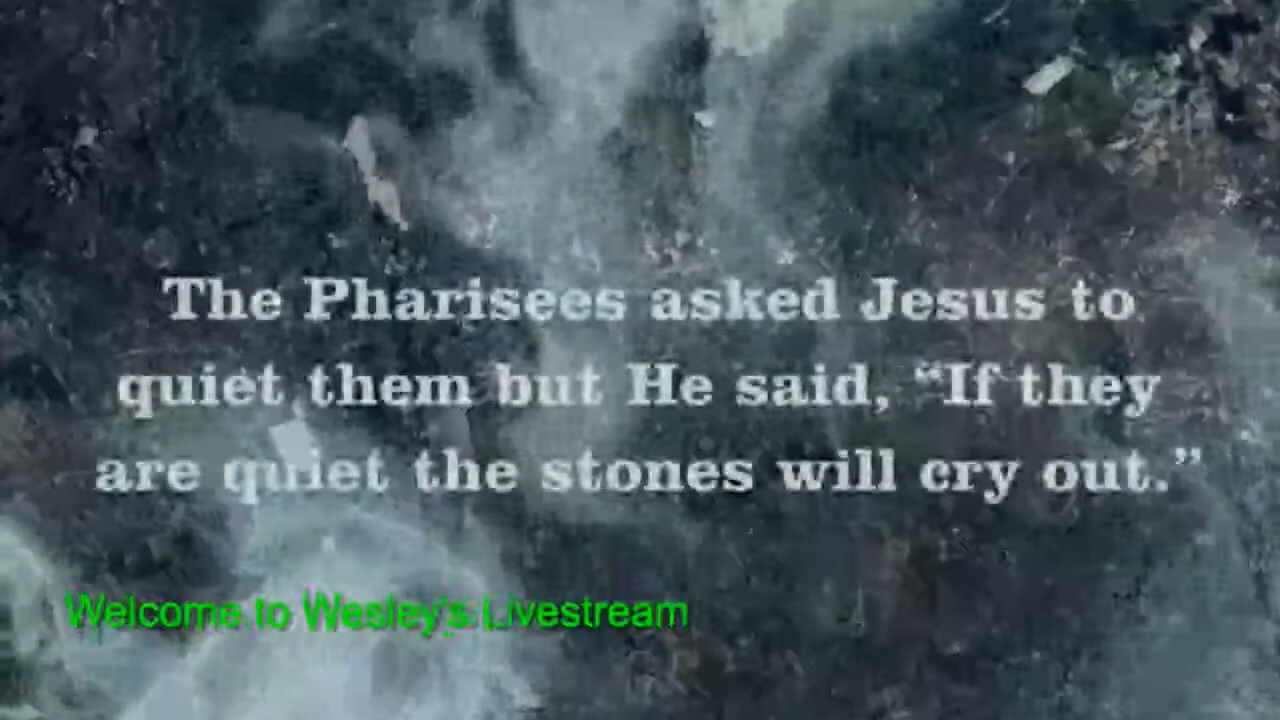 The Pharisees asked Jesus to
quiet them but He said, “If they
are quiet the stones will cry out.”
Welcome to Wesley's Livestream